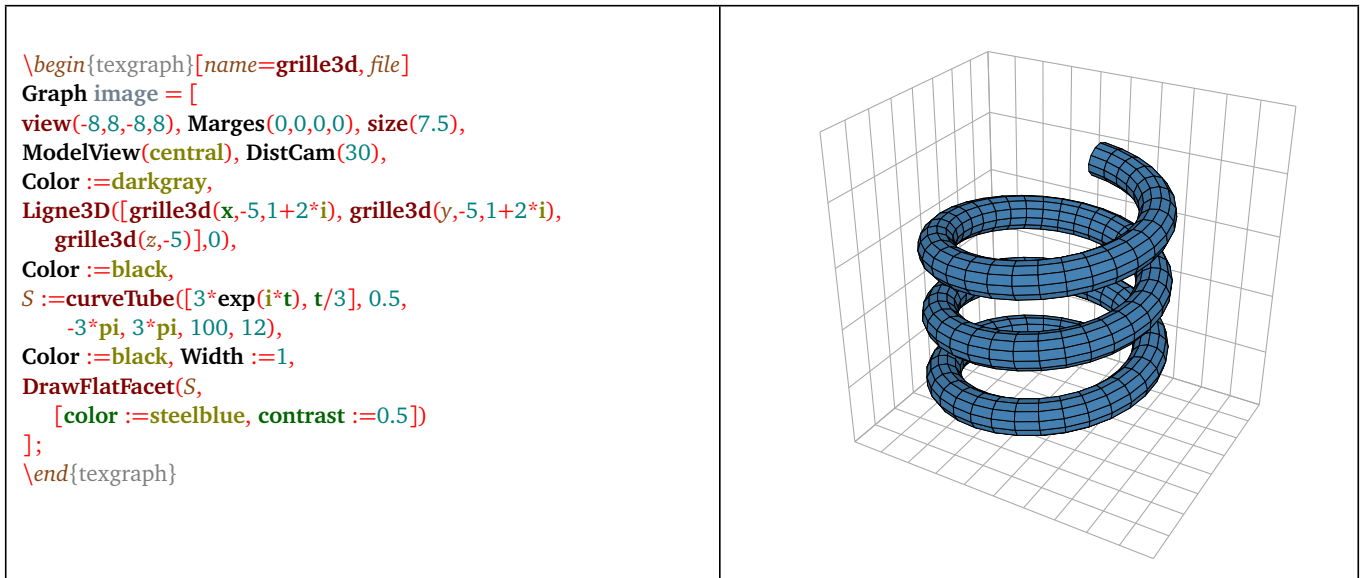 \begin{texgraph}[name=grille3d, file]
Graph image = [
view(-8,8,-8,8), Marges(0,0,0,0), size(7.5),
ModelView(central), DistCam(30),
Color :=darkgray,
Ligne3D([grille3d(x,-5,1+2*i), grille3d(y,-5,1+2*i),
grille3d(z,-5)],0),
Color :=black,
S :=curveTube([3*exp(i*t), t/3], 0.5,
-3*pi, 3*pi, 100, 12),
Color :=black, Width :=1,
DrawFlatFacet(S,
[color :=steelblue, contrast :=0.5])
];
\end{texgraph}